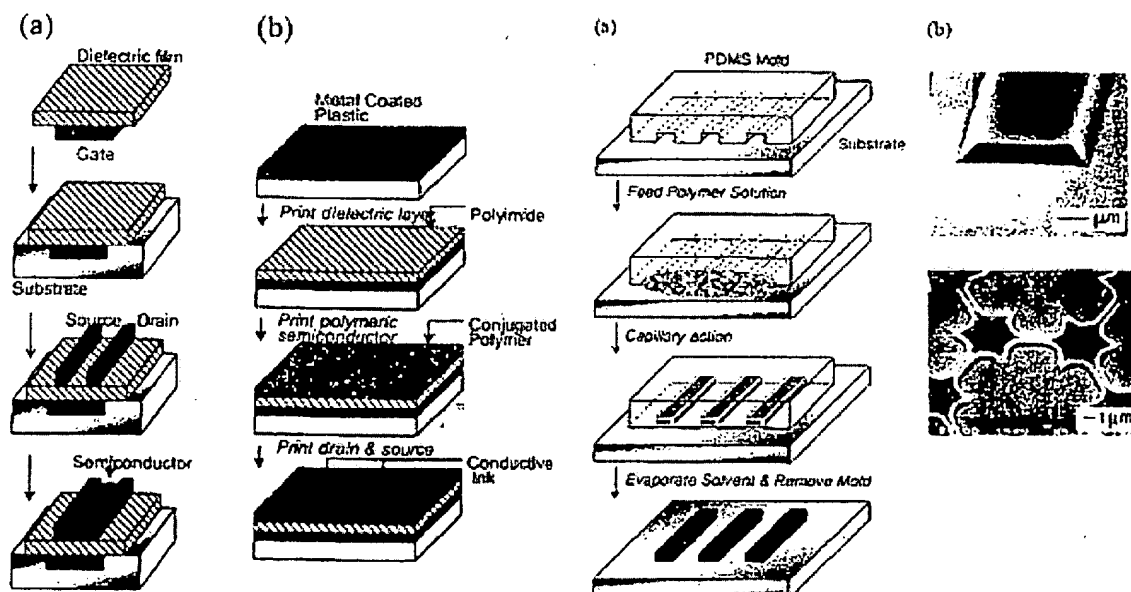 (a)
Dielectric film
Gate
Substrate
Source Drain
Semiconductor
(b)
Metal Coated
Plastic
Print dielectric layer
Polyimide
Print polymeric
semiconductor
Conjugated
Polymer
Print drain & source
Conductive
Ink
(a)
PDMS Mold
Substrate
Feed Polymer Solution
Capillary action
Evaporate Solvent & Remove Mold
(b)
μm
1μm